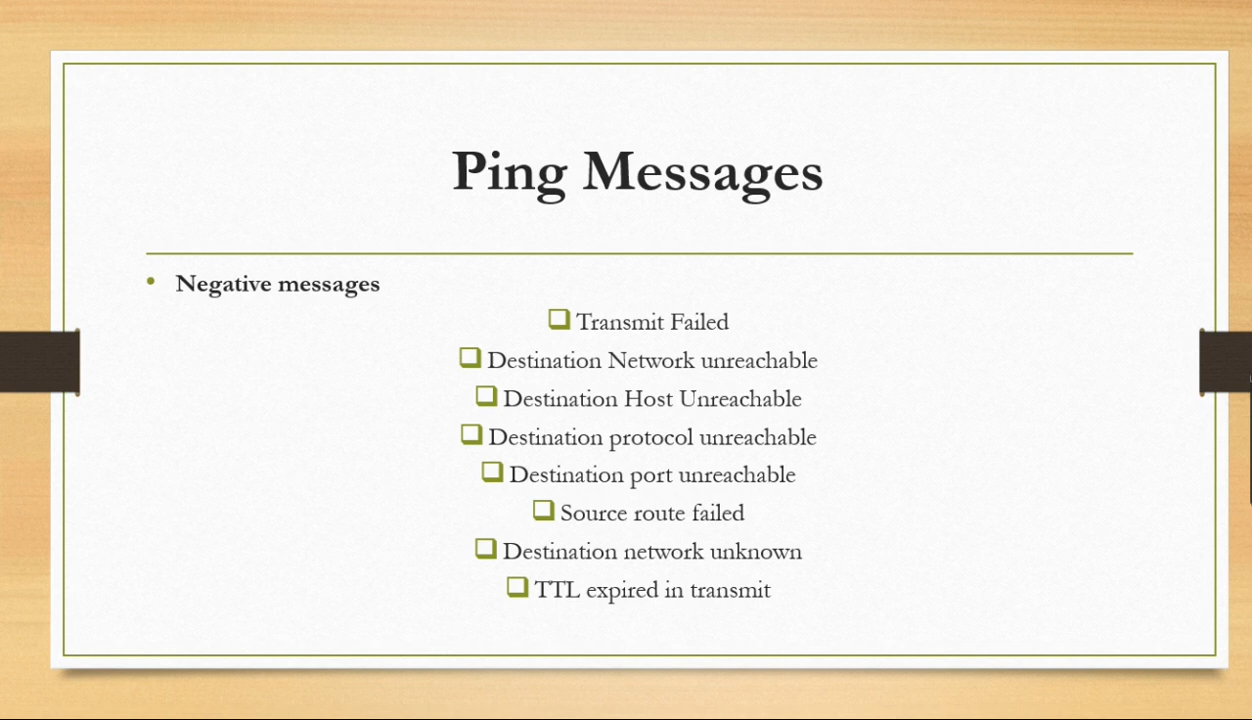 Ping Messages
• Negative messages
❑ Transmit Failed
❑ Destination Network unreachable
❑ Destination Host Unreachable
❑ Destination protocol unreachable
❑ Destination port unreachable
❑ Source route failed
❑ Destination network unknown
❑ TTL expired in transmit